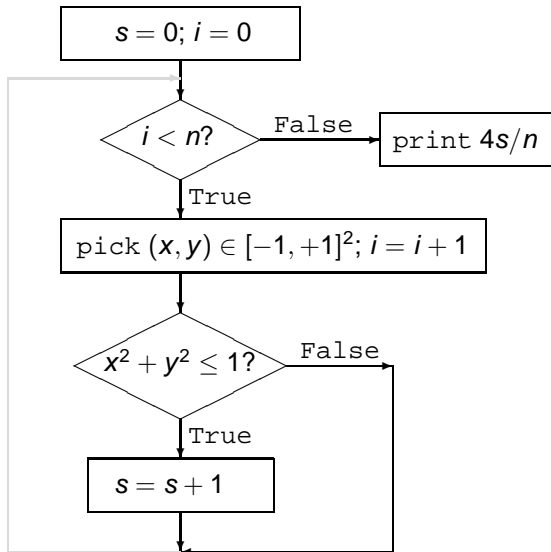 s = 0; i = 0
i < n?
False
print 4s/n
True
pick (x, y) ∈ [−1, +1]²; i = i + 1
x² + y² ≤ 1?
False
True
s = s + 1